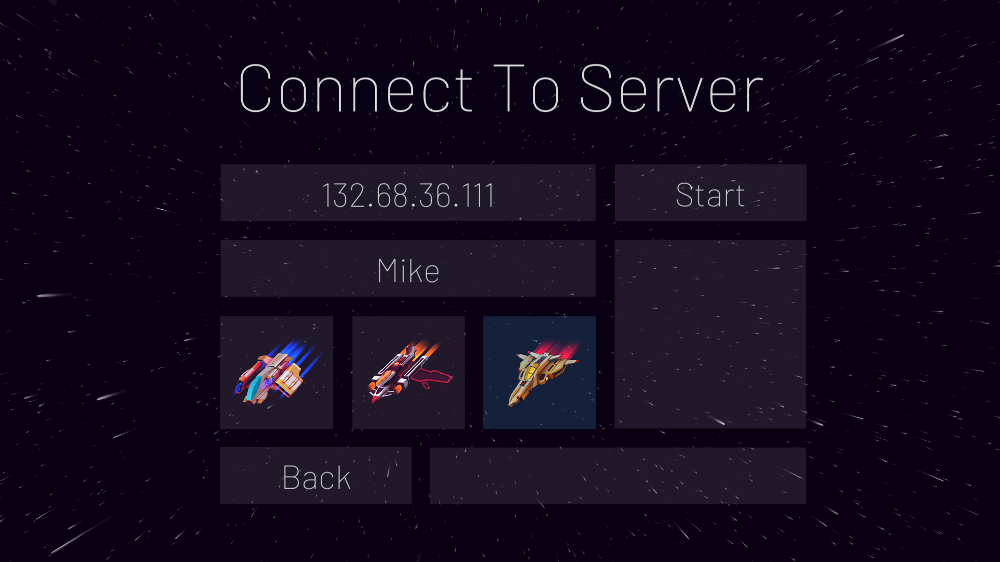 Connect To Server
132.68.36.111
Start
Mike
Back